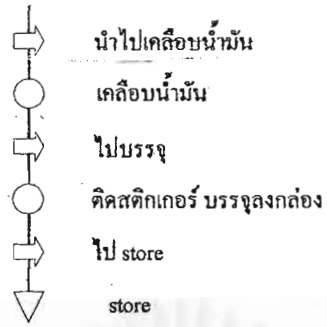 นำไปเคลือบน้ำมัน
เคลือบน้ำมัน
ไปบรรจุ
ติดสติกเกอร์ บรรจุลงกล่อง
ไป store
store